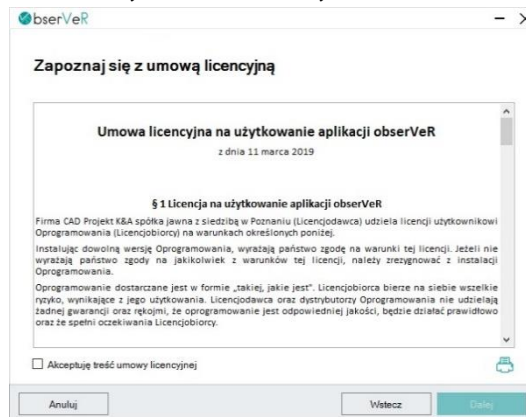 ObserVeR
Zapoznaj się z umową licencyjną
Umowa licencyjna na użytkowanie aplikacji obserVeR
z dnia 11 marca 2019
§ 1 Licencja na użytkowanie aplikacji obserVeR
Firma CAD Projekt K&A spółka jawna z siedzibą w Poznaniu (Licencjodawca) udziela licencji użytkownikowi
Oprogramowania (Licencjobiorcy) na warunkach określonych poniżej.
Instalując dowolną wersję Oprogramowania, wyrażają państwo zgodę na warunki tej licencji. Jeżeli nie
wyrażają państwo zgody na jakikolwiek z warunków tej licencji, należy zrezygnować z instalacji
Oprogramowania.
Oprogramowanie dostarczane jest w formie „takiej, jakie jest". Licencjobiorca bierze na siebie wszelkie
ryzyko, wynikające z jego użytkowania. Licencjodawca oraz dystrybutorzy Oprogramowania nie udzielają
żadnej gwarancji oraz rękojmi, że oprogramowanie jest odpowiedniej jakości, będzie działać prawidłowo
oraz że spełni oczekiwania Licencjobiorcy.
Akceptuję treść umowy licencyjnej
Anuluj
Wstecz
Dalej